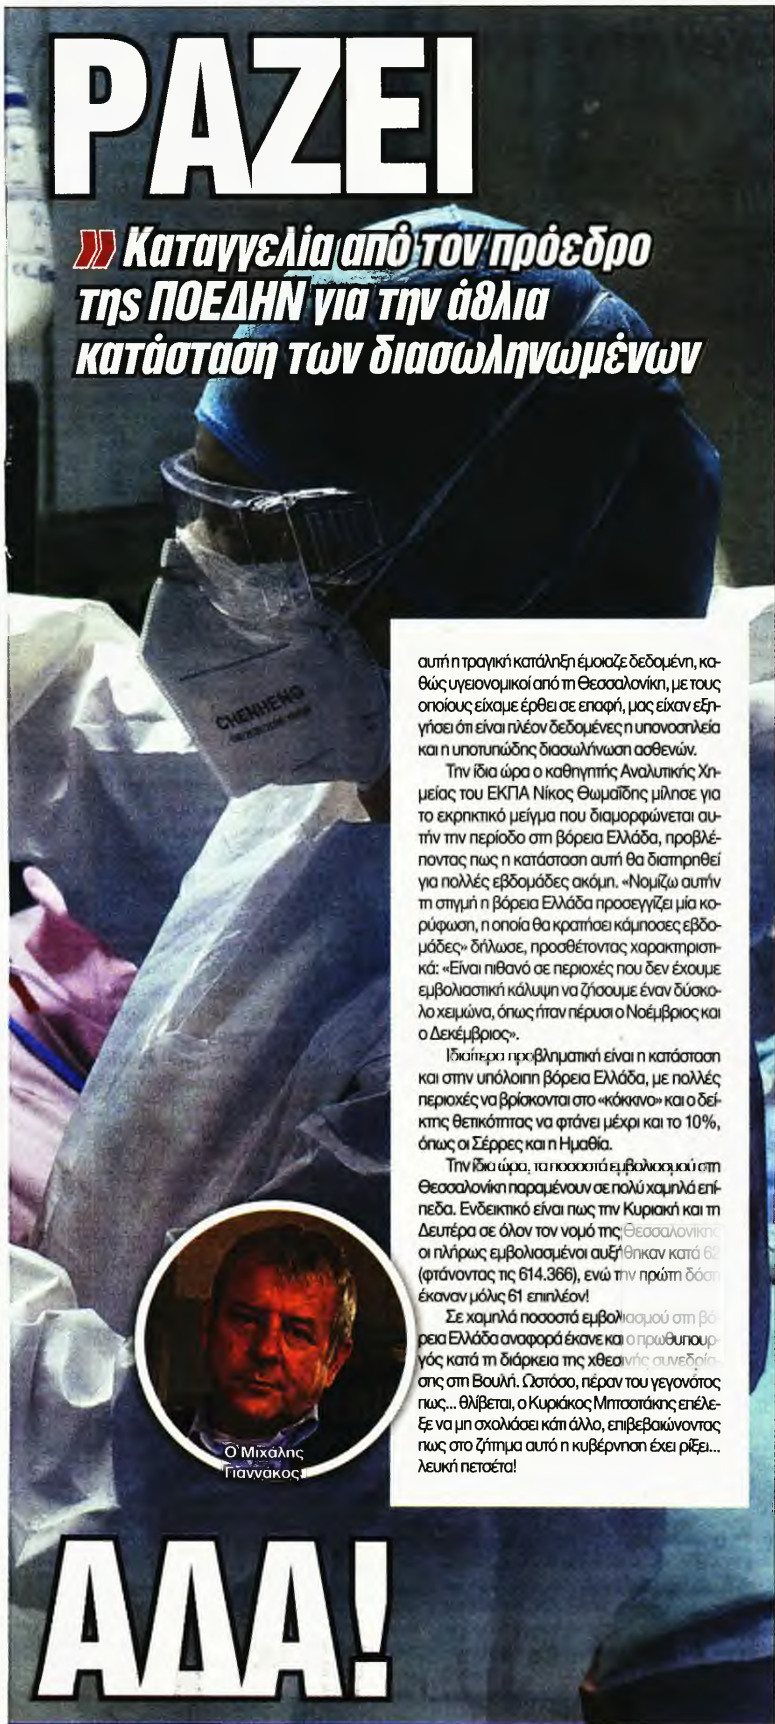 ΡΑΖΕΙ
Καταγγελία από τον πρόεδρο
της ΠΟΕΔΗΝ για την άθλια
κατάσταση των διασωληνωμένων
CHENHENG
αυτή η τραγική κατάληξη έμοιαζε δεδομένη, κα-
θώς υγειονομικοί από τη Θεσσαλονίκη, με τους
οποίους είχαμε έρθει σε επαφή, μας είχαν εξη-
γήσει ότι είναι πλέον δεδομένες η υπονοσηλεία
και η υποτυπώδης διασωλήνωση ασθενών.
Την ίδια ώρα ο καθηγητής Αναλυτικής Χη-
μείας του ΕΚΠΑ Νίκος Θωμαΐδης μίλησε για
το εκρηκτικό μείγμα που διαμορφώνεται αυ-
τήν την περίοδο στη βόρεια Ελλάδα, προβλέ-
ποντας πως η κατάσταση αυτή θα διατηρηθεί
για πολλές εβδομάδες ακόμη. «Νομίζω αυτήν
τη στιγμή η βόρεια Ελλάδα προσεγγίζει μία κο-
ρύφωση, η οποία θα κρατήσει κάμποσες εβδο-
μάδες» δήλωσε, προσθέτοντας χαρακτηριστι-
κά: «Είναι πιθανό σε περιοχές που δεν έχουμε
εμβολιαστική κάλυψη να ζήσουμε έναν δύσκο-
λο χειμώνα, όπως ήταν πέρυσι ο Νοέμβριος και
ο Δεκέμβριος».
Ιδιαίτερα προβληματική είναι η κατάσταση
και στην υπόλοιπη βόρεια Ελλάδα, με πολλές
περιοχές να βρίσκονται στο «κόκκινο» και ο δεί-
κτης θετικότητας να φτάνει μέχρι και το 10%,
όπως οι Σέρρες και η Ημαθία.
Την ίδια ώρα, τα ποσοστά εμβολιασμού στη
Θεσσαλονίκη παραμένουν σε πολύ χαμηλά επί-
πεδα. Ενδεικτικό είναι πως την Κυριακή και τη
Δευτέρα σε όλον τον νομό της Θεσσαλονίκης
οι πλήρως εμβολιασμένοι αυξήθηκαν κατά 62
(φτάνοντας τις 614.366), ενώ την πρώτη δόση
έκαναν μόλις 61 επιπλέον!
Σε χαμηλά ποσοστά εμβολιασμού στη βό-
ρεια Ελλάδα αναφορά έκανε και ο πρωθυπουρ-
γός κατά τη διάρκεια της χθεσινής συνεδρία-
σης στη Βουλή. Ωστόσο, πέραν του γεγονότος
πως... θλίβεται, ο Κυριάκος Μητσοτάκης επέλε-
ξε να μη σχολιάσει κάτι άλλο, επιβεβαιώνοντας
πως στο ζήτημα αυτό η κυβέρνηση έχει ρίξει...
λευκή πετσέτα!
Ο Μιχάλης
Γιαννάκος
ΑΔΑ!